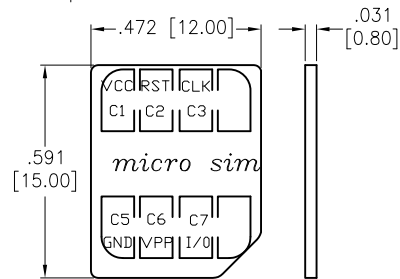 .472 [12.00]
.031
[0.80]
VCC RST CLK
C1 C2 C3
.591
[15.00]
micro sim
C5 C6 C7
GND VPP I/O